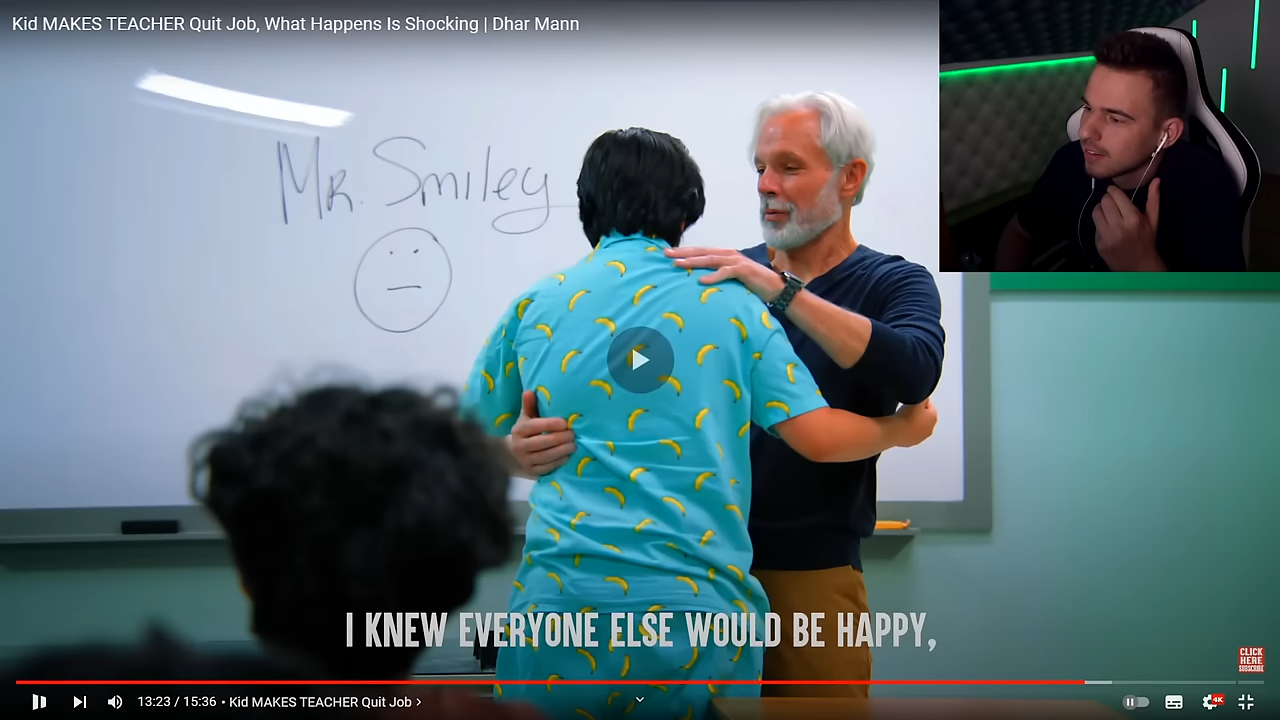 Kid MAKES TEACHER Quit Job, What Happens Is Shocking | Dhar Mann
MR. Smiley
I KNEW EVERYONE ELSE WOULD BE HAPPY,
CLICK
HERE
SUBSCRIBE
13:23 / 15:36 • Kid MAKES TEACHER Quit Job >
4K